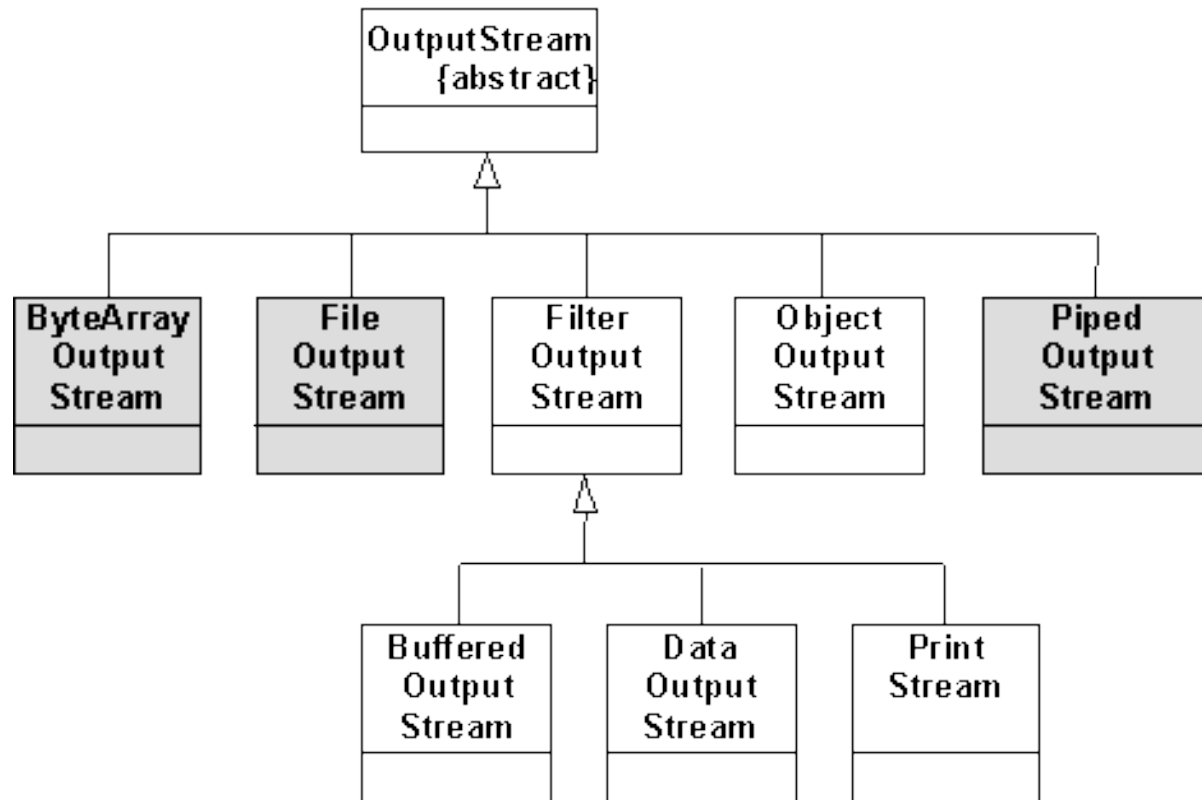 OutputStream
{abstract}
ByteArray
Output
Stream
File
Output
Stream
Filter
Output
Stream
Object
Output
Stream
Piped
Output
Stream
Buffered
Output
Stream
Data
Output
Stream
Print
Stream